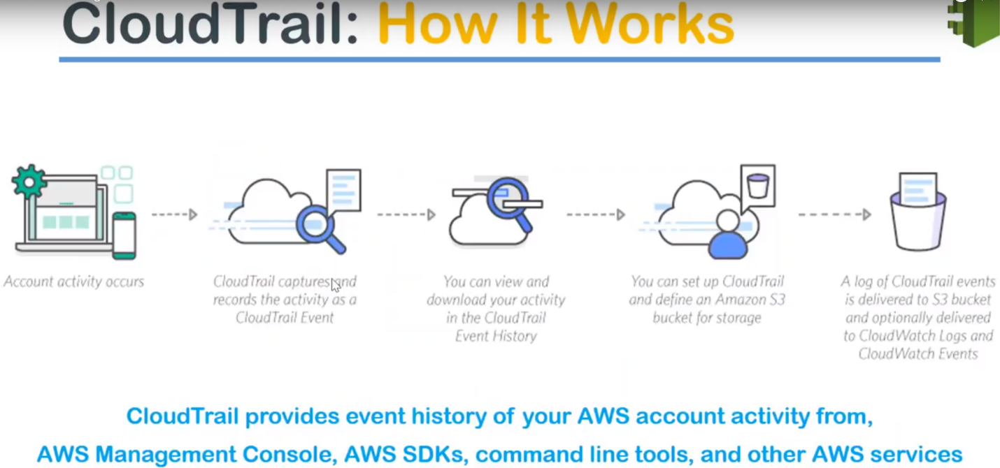 CloudTrail: How It Works
Account activity occurs
CloudTrail captures and
records the activity as a
CloudTrail Event
You can view and
download your activity
in the CloudTrail
Event History
You can set up CloudTrail
and define an Amazon S3
bucket for storage
A log of CloudTrail events
is delivered to S3 bucket
and optionally delivered
to CloudWatch Logs and
CloudWatch Events
CloudTrail provides event history of your AWS account activity from,
AWS Management Console, AWS SDKs, command line tools, and other AWS services